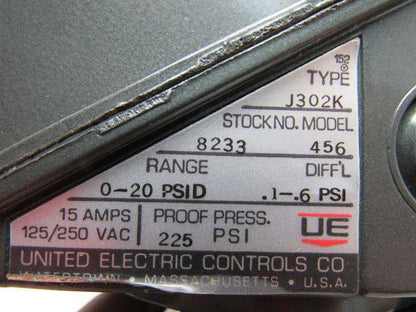 152
TYPE
J302K
STOCK NO. MODEL
8233 456
RANGE DIFF'L
0-20 PSID .1-.6 PSI
15 AMPS PROOF PRESS. UE
125/250 VAC 225 PSI
UNITED ELECTRIC CONTROLS CO
WATERTOWN • MASSACHUSETTS • U.S.A.